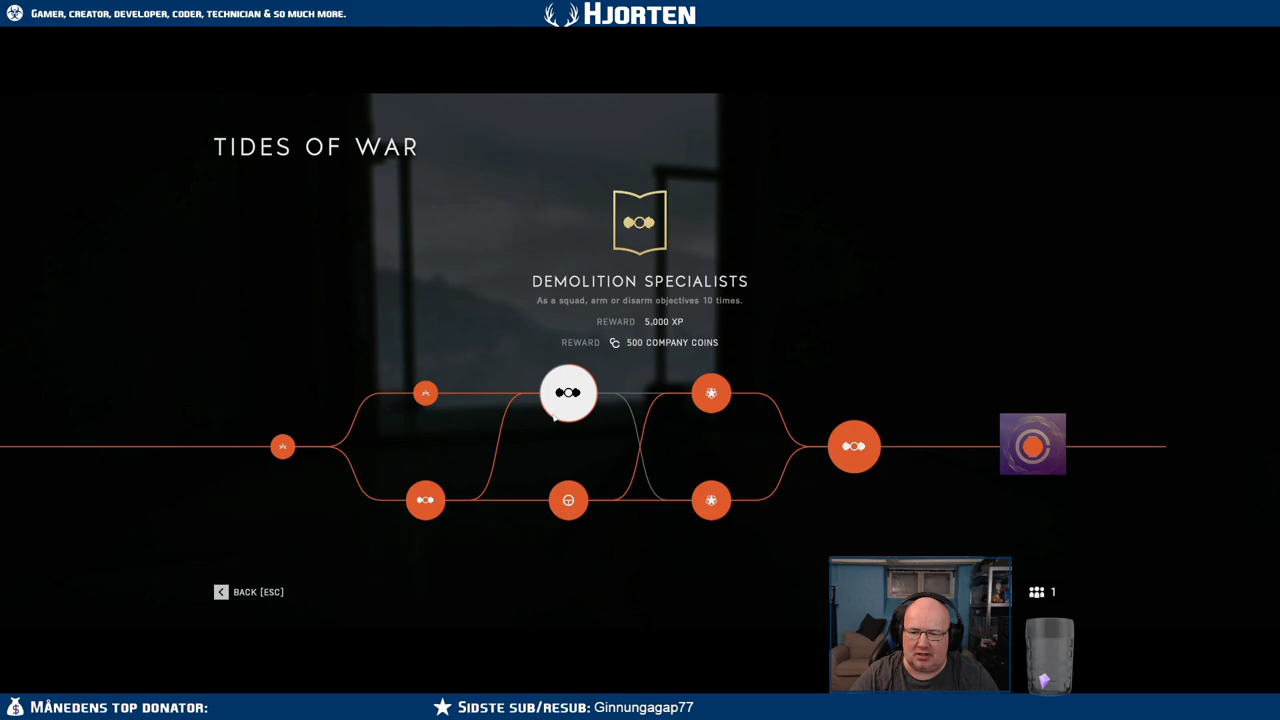 GAMER, CREATOR, DEVELOPER, CODER, TECHNICIAN & SO MUCH MORE.
HJORTEN
TIDES OF WAR
DEMOLITION SPECIALISTS
As a squad, arm or disarm objectives 10 times.
REWARD 5,000 XP
REWARD 500 COMPANY COINS
BACK [ESC]
1
MÅNEDENS TOP DONATOR:
SIDSTE SUB/RESUB: Ginnungagap77